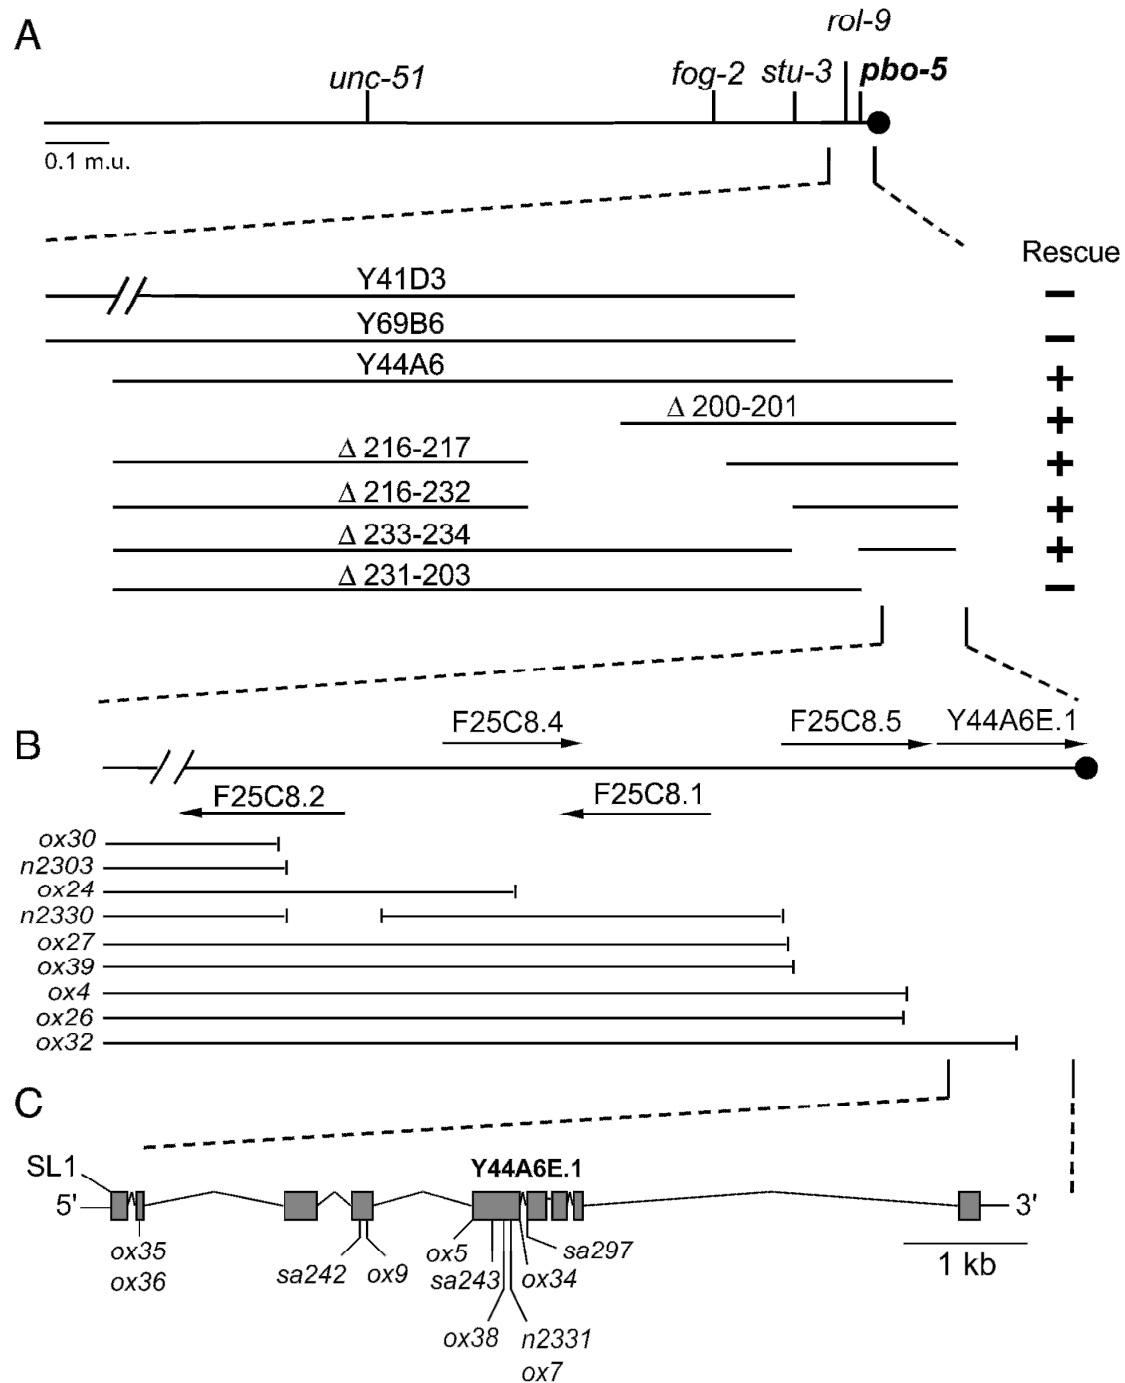 A
rol-9
unc-51
fog-2
stu-3
pbo-5
0.1 m.u.
Rescue
Y41D3
−
Y69B6
−
Y44A6
+
Δ 200-201
+
Δ 216-217
+
Δ 216-232
+
Δ 233-234
+
Δ 231-203
−
B
F25C8.4
F25C8.5
Y44A6E.1
F25C8.2
F25C8.1
ox30
n2303
ox24
n2330
ox27
ox39
ox4
ox26
ox32
C
SL1
Y44A6E.1
5'
3'
ox35
ox36
sa242
ox9
ox5
sa243
ox34
sa297
1 kb
ox38
n2331
ox7